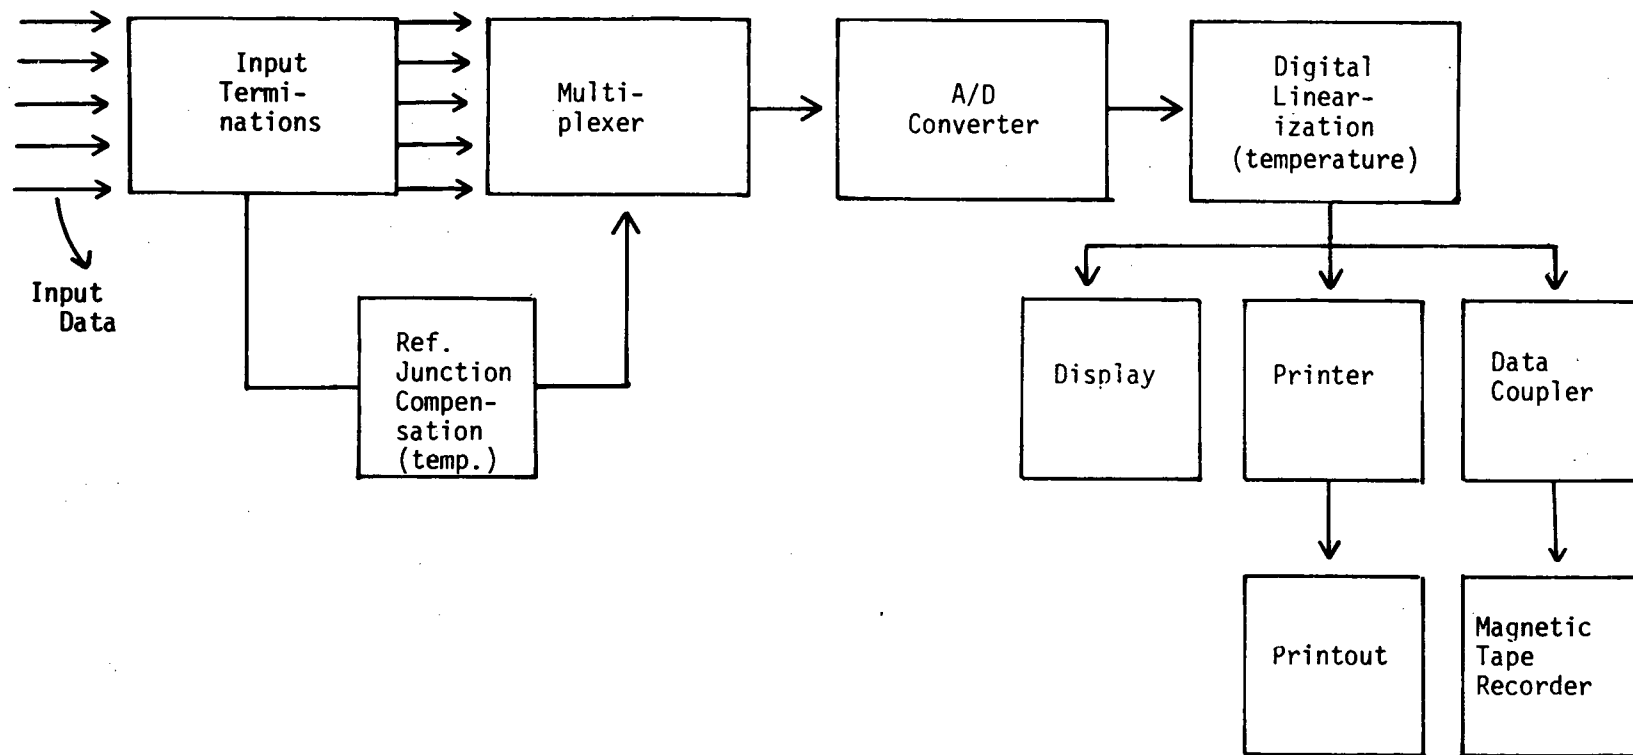 Input
Termi-
nations
Multi-
plexer
A/D
Converter
Digital
Linear-
ization
(temperature)
Input
Data
Ref.
Junction
Compen-
sation
(temp.)
Display
Printer
Data
Coupler
Printout
Magnetic
Tape
Recorder